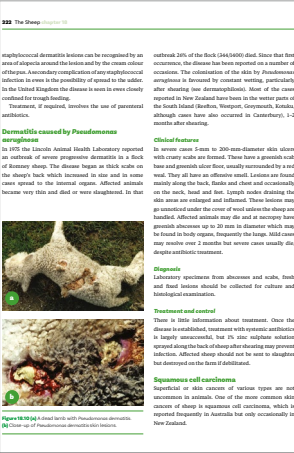 322 The Sheep chapter 18
staphylococcal dermatitis lesions can be recognised by an
area of alopecia around the lesion and by the cream colour
of the pus. A secondary complication of any staphylococcal
infection in ewes is the possibility of spread to the udder.
In the United Kingdom the disease is seen in ewes closely
confined for trough feeding.
Treatment, if required, involves the use of parenteral
antibiotics.
Dermatitis caused by Pseudomonas
aeruginosa
In 1975 the Lincoln Animal Health Laboratory reported
an outbreak of severe progressive dermatitis in a flock
of Romney sheep. The disease began as thick scabs on
the sheep's back which increased in size and in some
cases spread to the internal organs. Affected animals
became very thin and died or were slaughtered. In that
a
b
Figure 18.10 (a) A dead lamb with Pseudomonas dermatitis.
(b) Close-up of Pseudomonas dermatitis skin lesions
outbreak 26% of the flock (344/1400) died. Since that first
occurrence, the disease has been reported on a number of
occasions. The colonisation of the skin by Pseudomonas
aeruginosa is favoured by constant wetting, particularly
after shearing (see dermatophilosis). Most of the cases
reported in New Zealand have been in the wetter parts of
the South Island (Reefton, Westport, Greymouth, Kotuku,
although cases have also occurred in Canterbury), 1–2
months after shearing.
Clinical features
In severe cases 5-mm to 200-mm-diameter skin ulcers
with crusty scabs are formed. These have a greenish scab
base and greenish ulcer floor, usually surrounded by a red
weal. They all have an offensive smell. Lesions are found
mainly along the back, flanks and chest and occasionally
on the neck, head and feet. Lymph nodes draining the
skin areas are enlarged and inflamed. These lesions may
go unnoticed under the cover of wool unless the sheep are
handled. Affected animals may die and at necropsy have
greenish abscesses up to 20 mm in diameter which may
be found in body organs, frequently the lungs. Mild cases
may resolve over 2 months but severe cases usually die,
despite antibiotic treatment.
Diagnosis
Laboratory specimens from abscesses and scabs, fresh
and fixed lesions should be collected for culture and
histological examination.
Treatment and control
There is little information about treatment. Once the
disease is established, treatment with systemic antibiotics
is largely unsuccessful, but 1% zinc sulphate solution
sprayed along the back of sheep after shearing may prevent
infection. Affected sheep should not be sent to slaughter
but destroyed on the farm if debilitated.
Squamous cell carcinoma
Superficial or skin cancers of various types are not
uncommon in animals. One of the more common skin
cancers of sheep is squamous cell carcinoma, which is
reported frequently in Australia but only occasionally in
New Zealand.